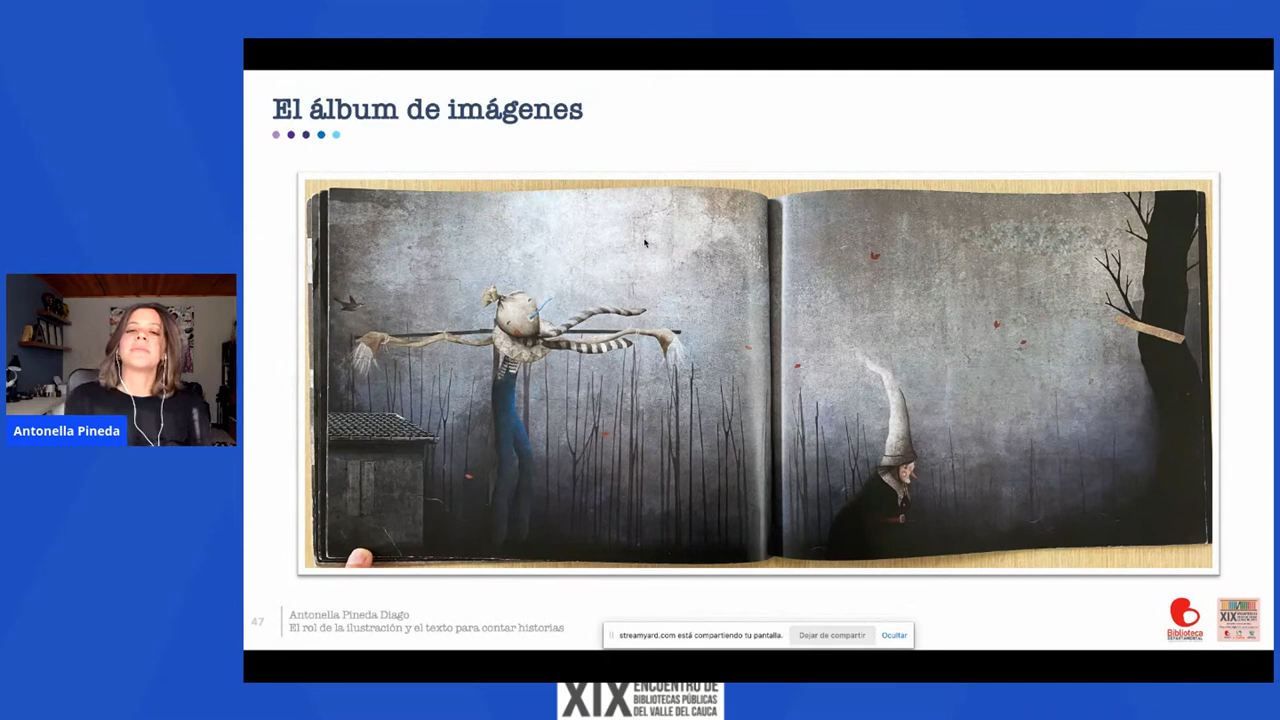 El álbum de imágenes
Antonella Pineda
47
Antonella Pineda Diago
El rol de la ilustración y el texto para contar historias
streamyard.com está compartiendo tu pantalla.
Dejar de compartir
Ocultar
Biblioteca
DEPARTAMENTAL
XIX
XIX
ENCUENTRO DE
BIBLIOTECAS PÚBLICAS
DEL VALLE DEL CAUCA